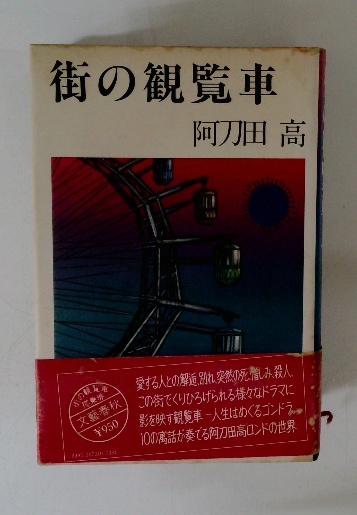 街の観覧車
阿刀田 高
愛する人との邂逅、別れ、突然の死、憎しみ、殺人、
この街でくりひろげられる様々なドラマに
影を映す観覧車—人生はめぐるゴンドラ
10の寓話が奏でる阿刀田高ロンドの世界
文藝春秋
¥950